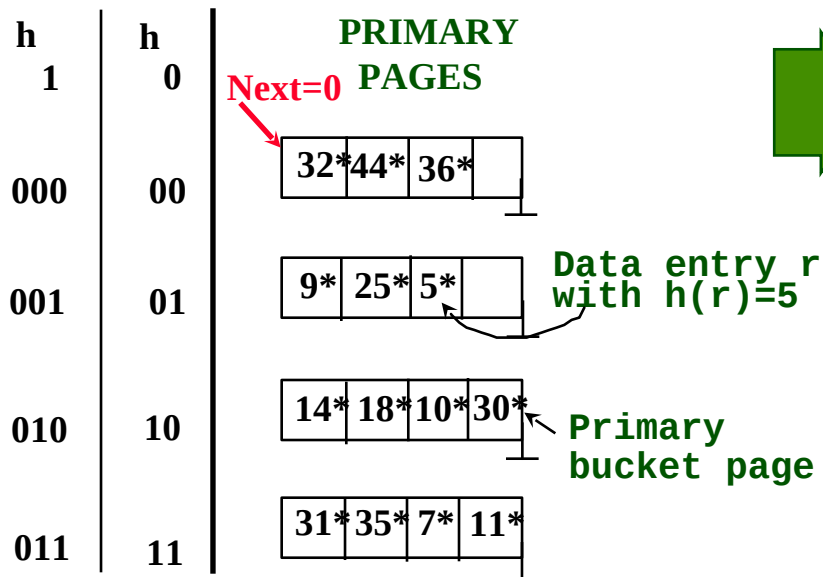 h h PRIMARY
1 0 PAGES
Next=0
32* 44* 36*
000 00
Data entry r
9* 25* 5*
001 01 with h(r)=5
14* 18* 10* 30*
010 10 Primary
bucket page
31* 35* 7* 11*
011 11